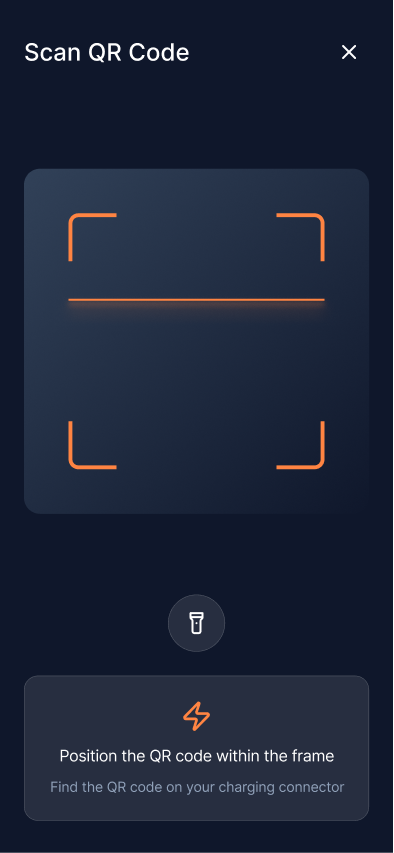 Scan QR Code
Position the QR code within the frame
Find the QR code on your charging connector